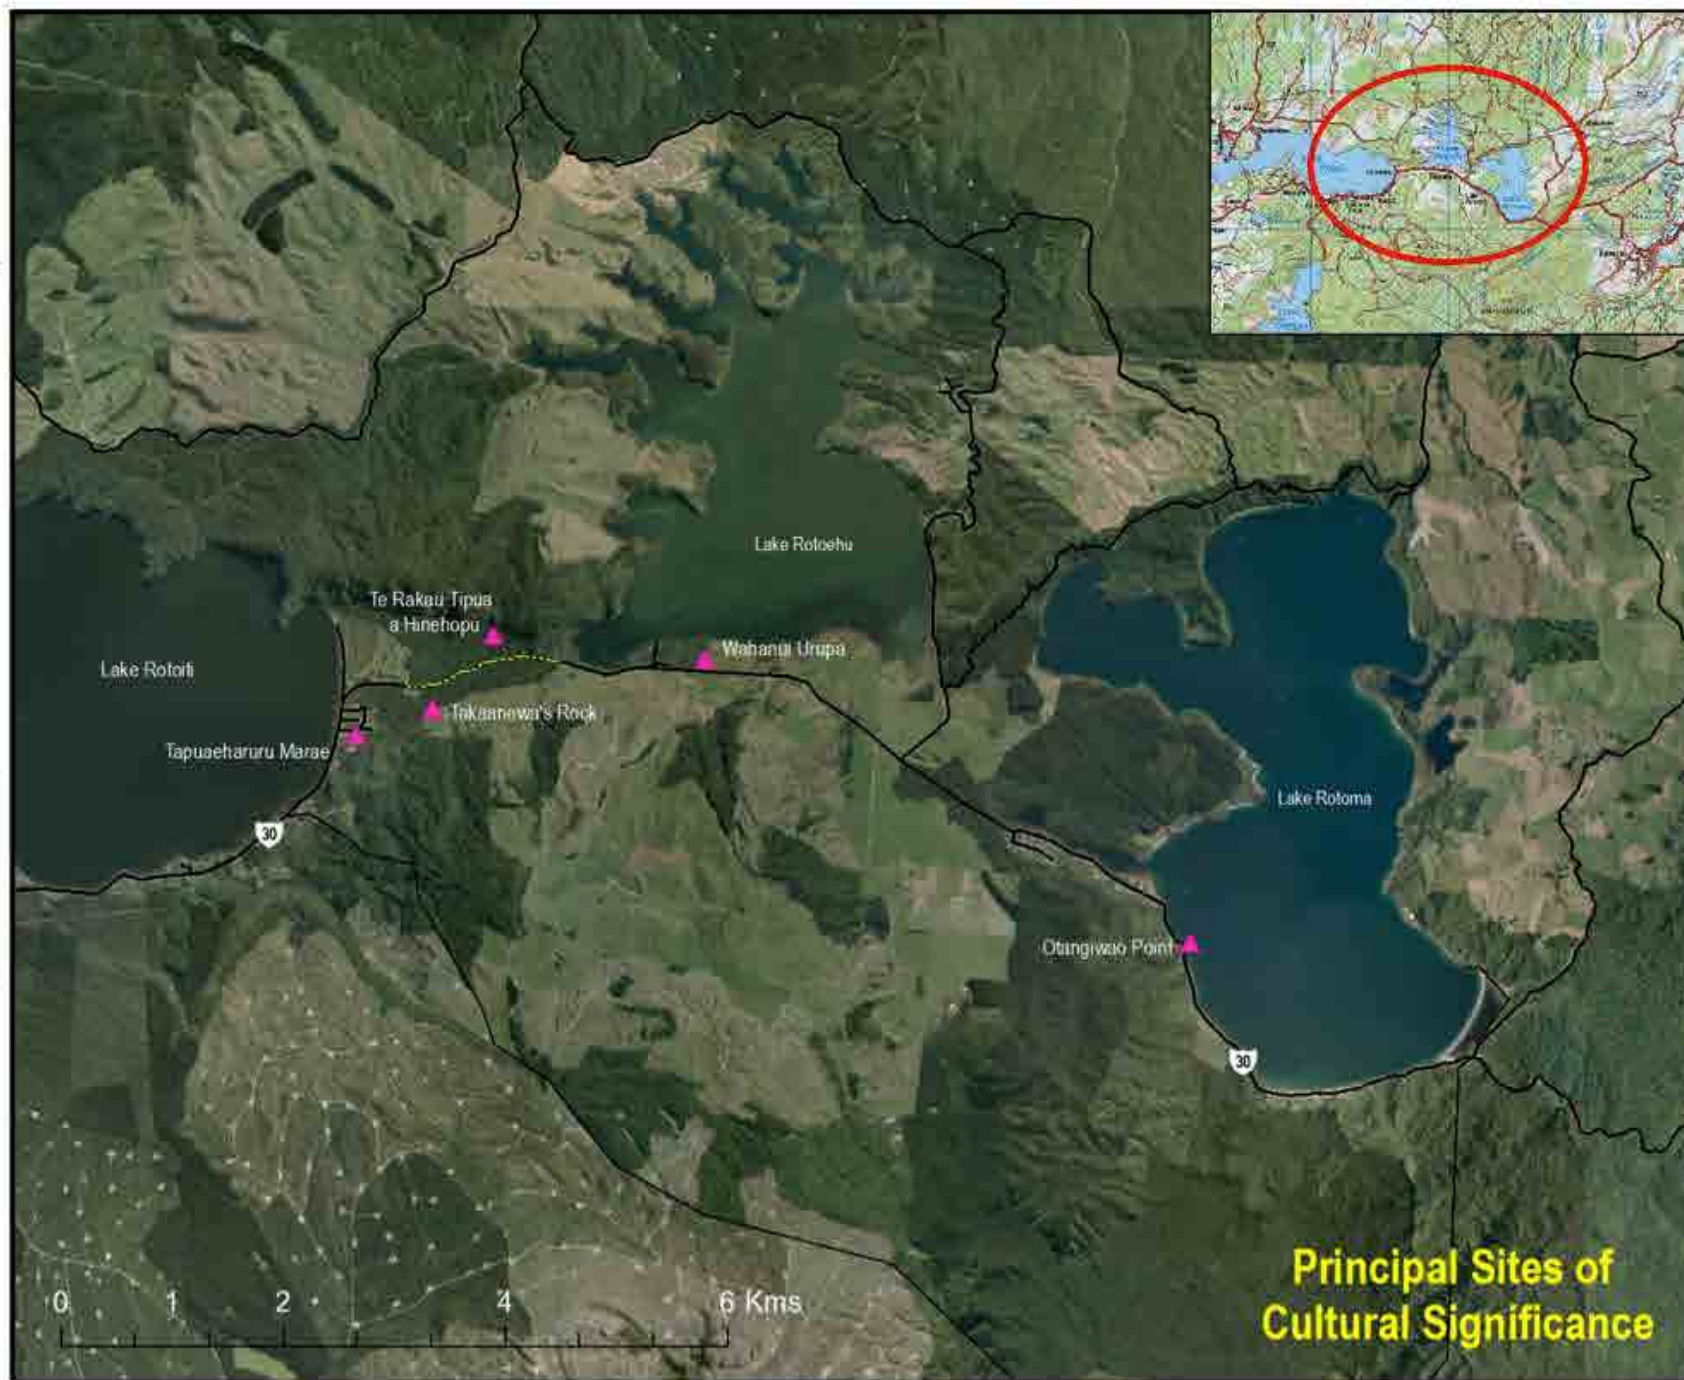 Lake Rotoehu
Te Rakau Tipua
a Hinehopu
Wahanui Urupa
Lake Rotoiti
Takaanewa's Rock
Tapuaeharuru Marae
Lake Rotoma
30
Otangiwao Point
30
Principal Sites of
Cultural Significance
0 1 2 4 6 Kms